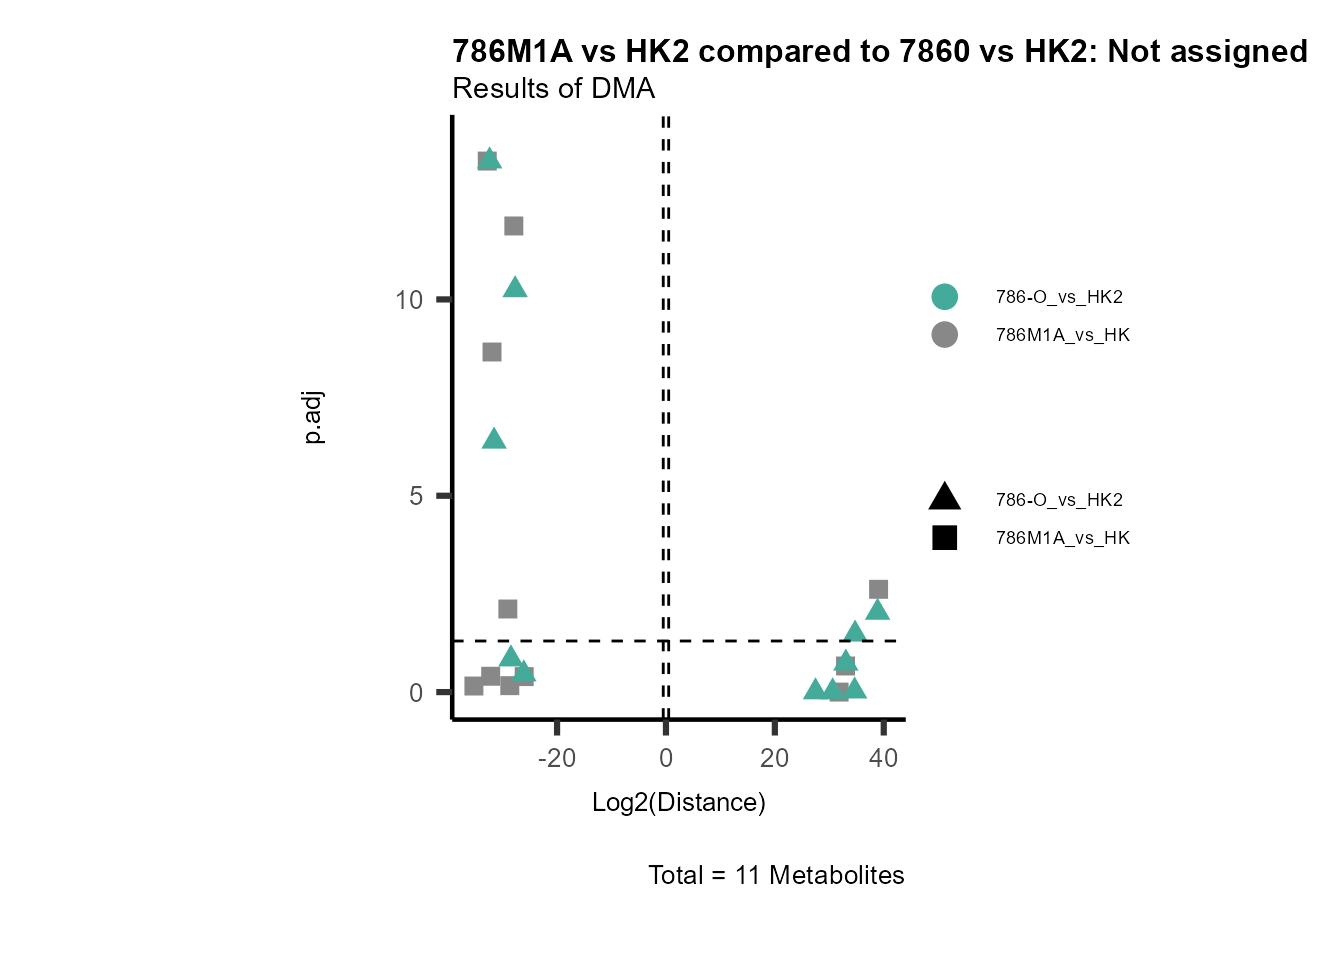 786M1A vs HK2 compared to 7860 vs HK2: Not assigned
Results of DMA
10
5
0
p.adj
-20 0 20 40
Log2(Distance)
786-O_vs_HK2
786M1A_vs_HK
786-O_vs_HK2
786M1A_vs_HK
Total = 11 Metabolites